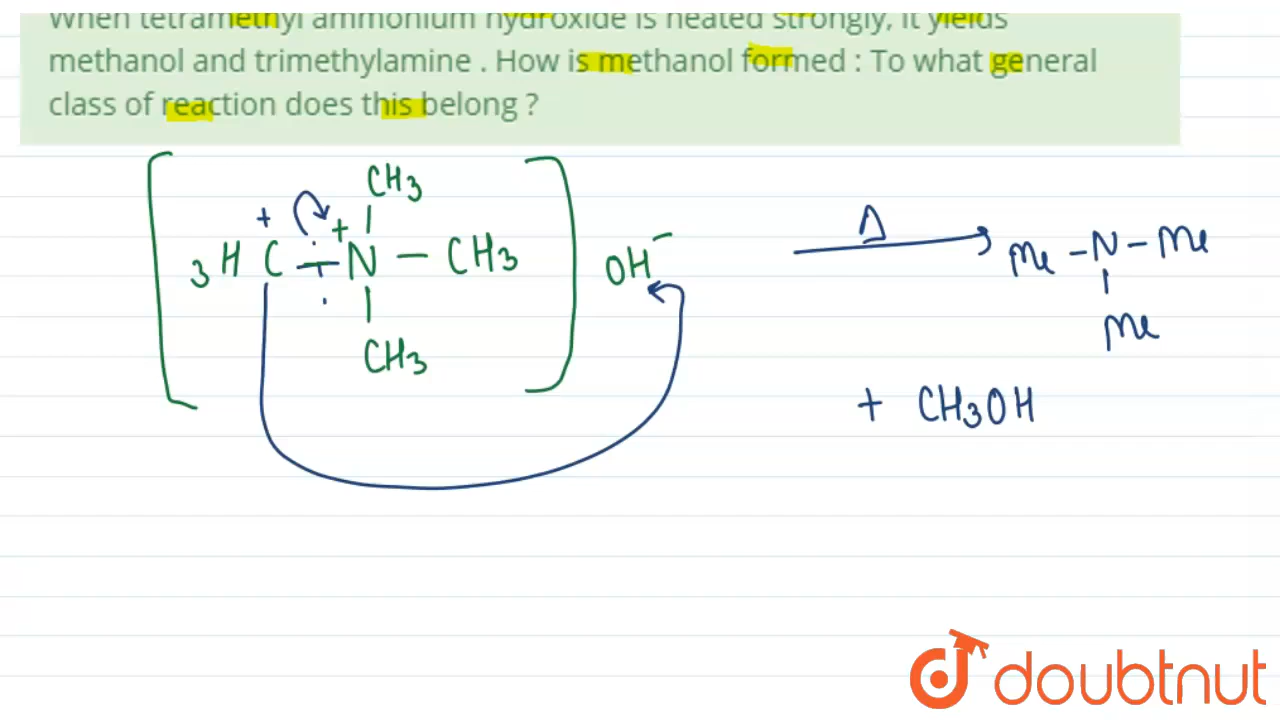 When tetramethyl ammonium hydroxide is heated strongly, it yields
methanol and trimethylamine . How is methanol formed : To what general
class of reaction does this belong ?
CH3
+ +
3H C – N – CH3
OH⁻
CH3
Δ
Me – N – Me
Me
+ CH3OH
doubtnut